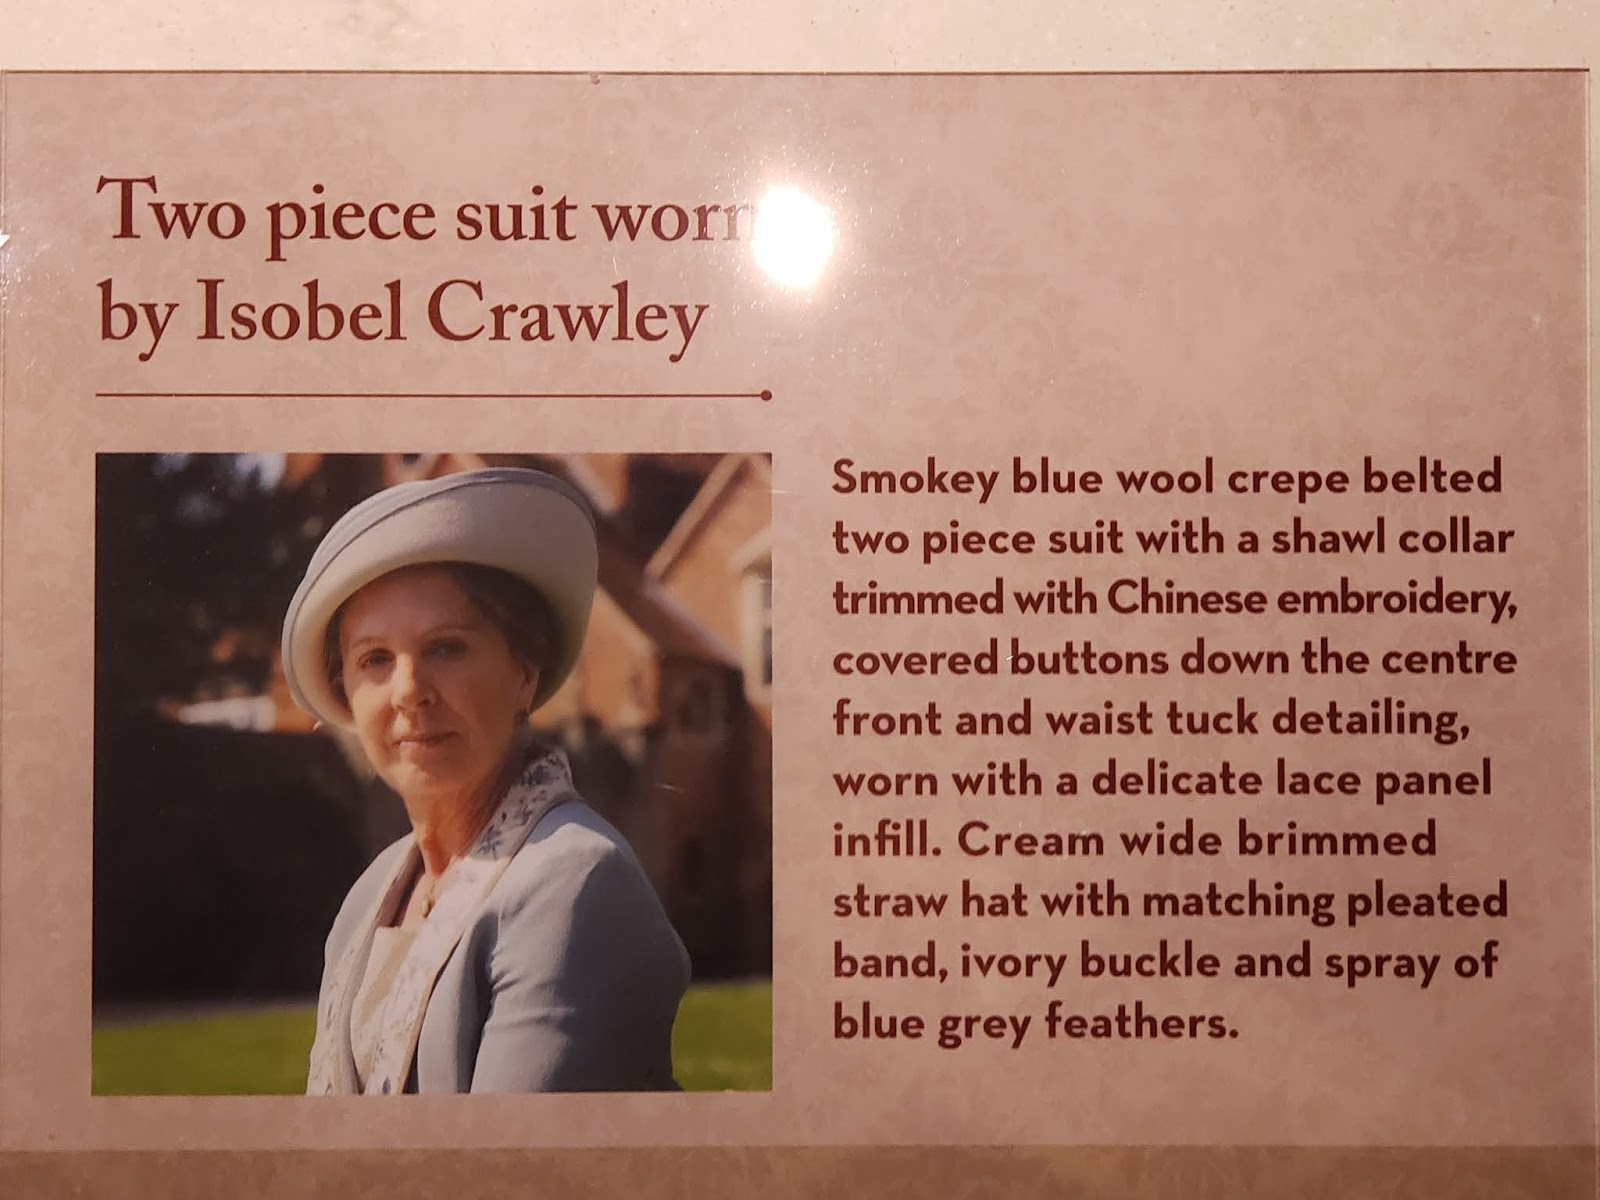 Two piece suit worn
by Isobel Crawley
Smokey blue wool crepe belted
two piece suit with a shawl collar
trimmed with Chinese embroidery,
covered buttons down the centre
front and waist tuck detailing,
worn with a delicate lace panel
infill. Cream wide brimmed
straw hat with matching pleated
band, ivory buckle and spray of
blue grey feathers.